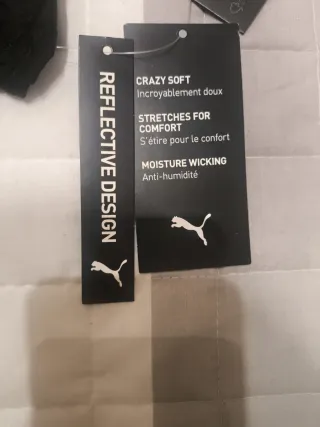 REFLECTIVE DESIGN
CRAZY SOFT
Incroyablement doux
STRETCHES FOR
COMFORT
S'étire pour le confort
MOISTURE WICKING
Anti-humidité